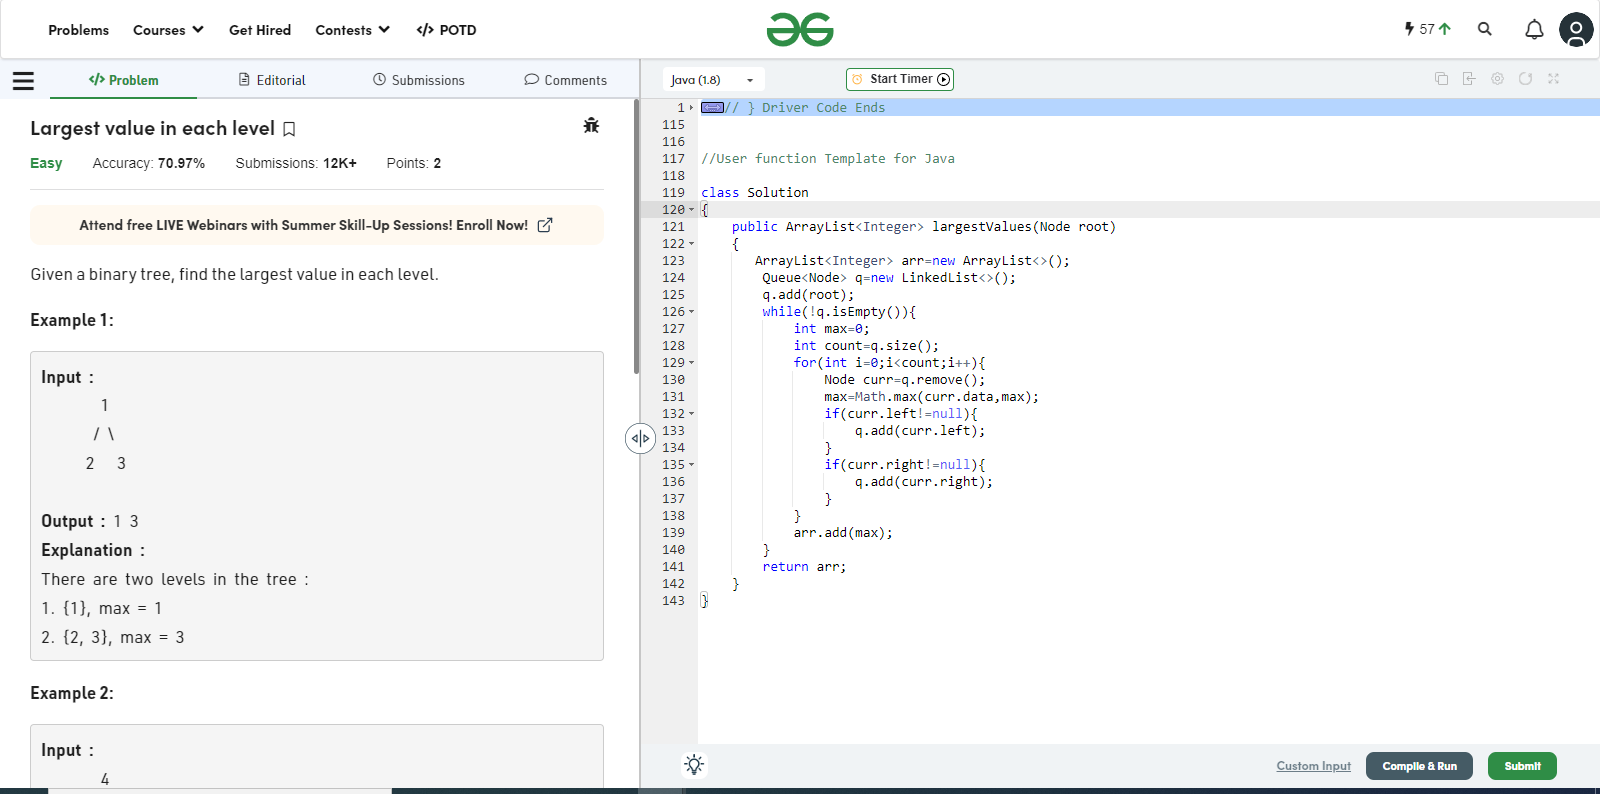 Problems Courses Get Hired Contests </> POTD 57
</> Problem Editorial Submissions Comments
Largest value in each level
Easy Accuracy: 70.97% Submissions: 12K+ Points: 2
Attend free LIVE Webinars with Summer Skill-Up Sessions! Enroll Now!
Given a binary tree, find the largest value in each level.
Example 1:
Input :
1
/ \
2 3
Output : 1 3
Explanation :
There are two levels in the tree :
1. {1}, max = 1
2. {2, 3}, max = 3
Example 2:
Input :
4
Java (1.8) Start Timer
1 // } Driver Code Ends
115
116
117 //User function Template for Java
118
119 class Solution
120 {
121 public ArrayList<Integer> largestValues(Node root)
122 {
123 ArrayList<Integer> arr=new ArrayList<>();
124 Queue<Node> q=new LinkedList<>();
125 q.add(root);
126 while(!q.isEmpty()){
127 int max=0;
128 int count=q.size();
129 for(int i=0;i<count;i++){
130 Node curr=q.remove();
131 max=Math.max(curr.data,max);
132 if(curr.left!=null){
133 q.add(curr.left);
134 }
135 if(curr.right!=null){
136 q.add(curr.right);
137 }
138 }
139 arr.add(max);
140 }
141 return arr;
142 }
143 }
Custom Input Compile & Run Submit